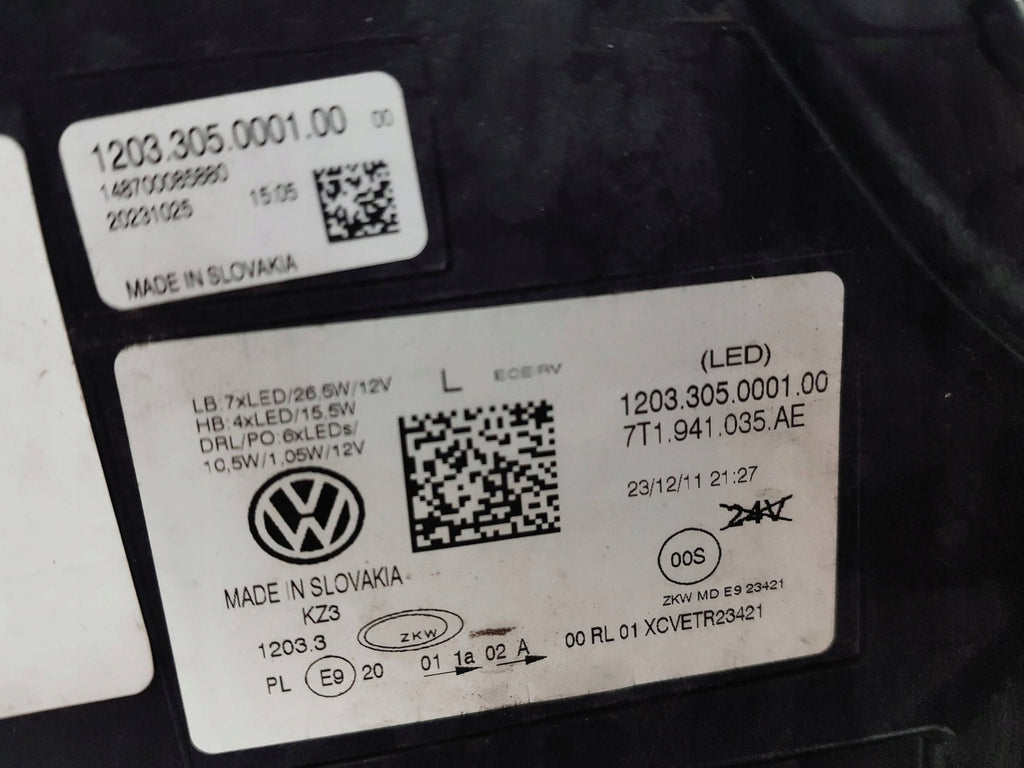 1203.305.0001.00 00
148700085880
20231025 15:05
MADE IN SLOVAKIA
LB:7xLED/26,5W/12V
HB:4xLED/15,5W
DRL/PO:6xLEDs/
10,5W/1,05W/12V
L ECE RV
(LED)
1203.305.0001.00
7T1.941.035.AE
23/12/11 21:27
24V
00S
ZKW MD E9 23421
MADE IN SLOVAKIA
KZ3
1203.3 ZKW
PL E9 20 01 1a 02 A 00 RL 01 XCVETR23421